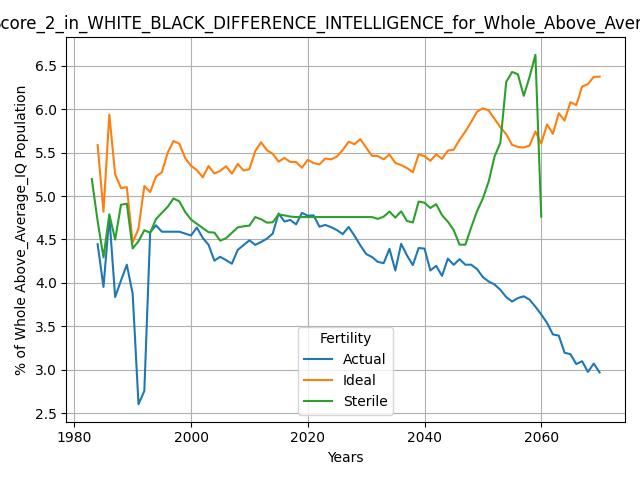 core_2_in_WHITE_BLACK_DIFFERENCE_INTELLIGENCE_for_Whole_Above_Aver
% of Whole Above_Average_IQ Population
6.5
6.0
5.5
5.0
4.5
4.0
3.5
3.0
2.5
Fertility
Actual
Ideal
Sterile
1980
2000
2020
2040
2060
Years